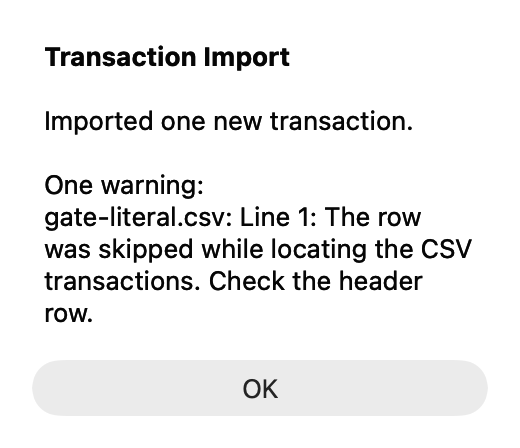 Transaction Import
Imported one new transaction.
One warning:
gate-literal.csv: Line 1: The row
was skipped while locating the CSV
transactions. Check the header
row.
OK